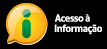 Acesso à
Informação